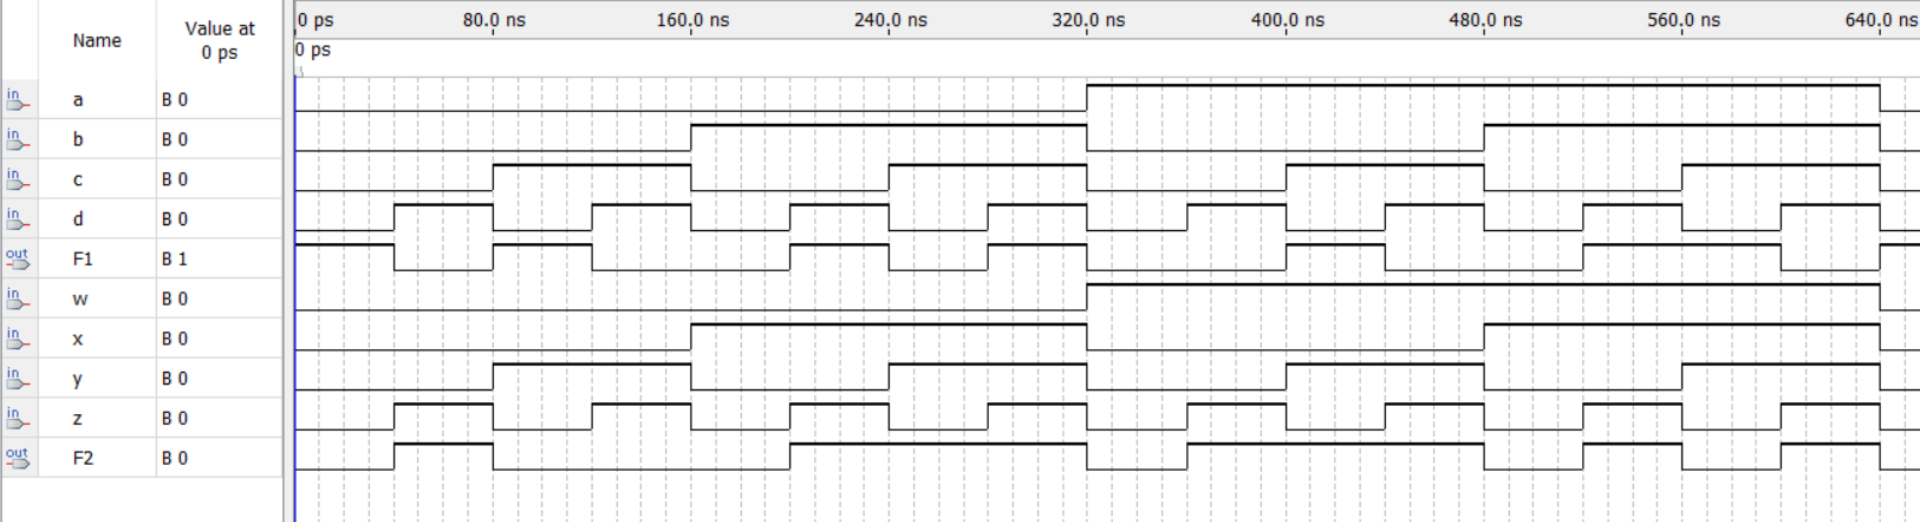 Name
Value at
0 ps
0 ps 80.0 ns 160.0 ns 240.0 ns 320.0 ns 400.0 ns 480.0 ns 560.0 ns 640.0 ns
0 ps
in a B 0
in b B 0
in c B 0
in d B 0
out F1 B 1
in w B 0
in x B 0
in y B 0
in z B 0
out F2 B 0